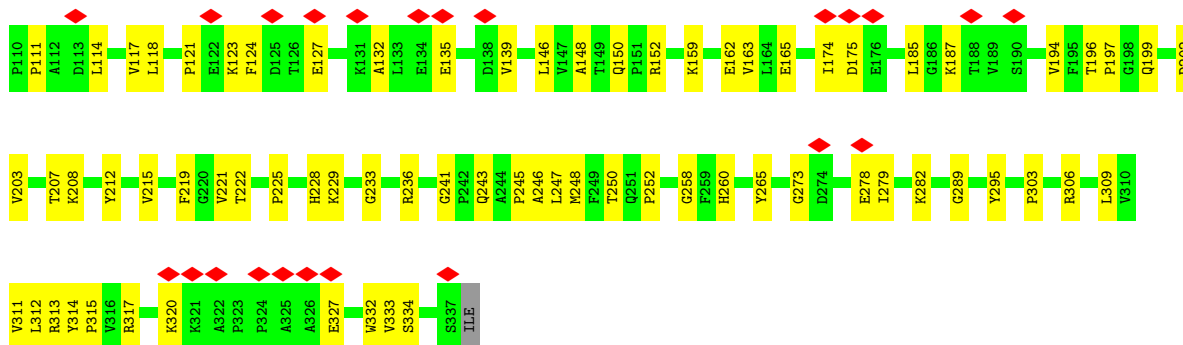 P110 P111 A112 D113 L114 V117 L118 P121 E122 K123 F124 D125 T126 E127 K131 A132 L133 E134 E135 D138 V139 L146 V147 A148 T149 Q150 P151 R152 K159 E162 V163 L164 E165 I174 D175 E176 L185 G186 K187 T188 V189 S190 V194 F195 T196 P197 G198 Q199
V203 T207 K208 Y212 V215 F219 G220 V221 T222 P225 H228 K229 G233 R236 G241 P242 Q243 A244 P245 A246 L247 M248 F249 T250 Q251 P252 G258 F259 H260 Y265 G273 D274 E278 I279 K282 G289 Y295 P303 R306 L309 V310
V311 L312 R313 Y314 P315 V316 R317 K320 K321 A322 P323 P324 A325 A326 E327 W332 V333 S334 S337 ILE